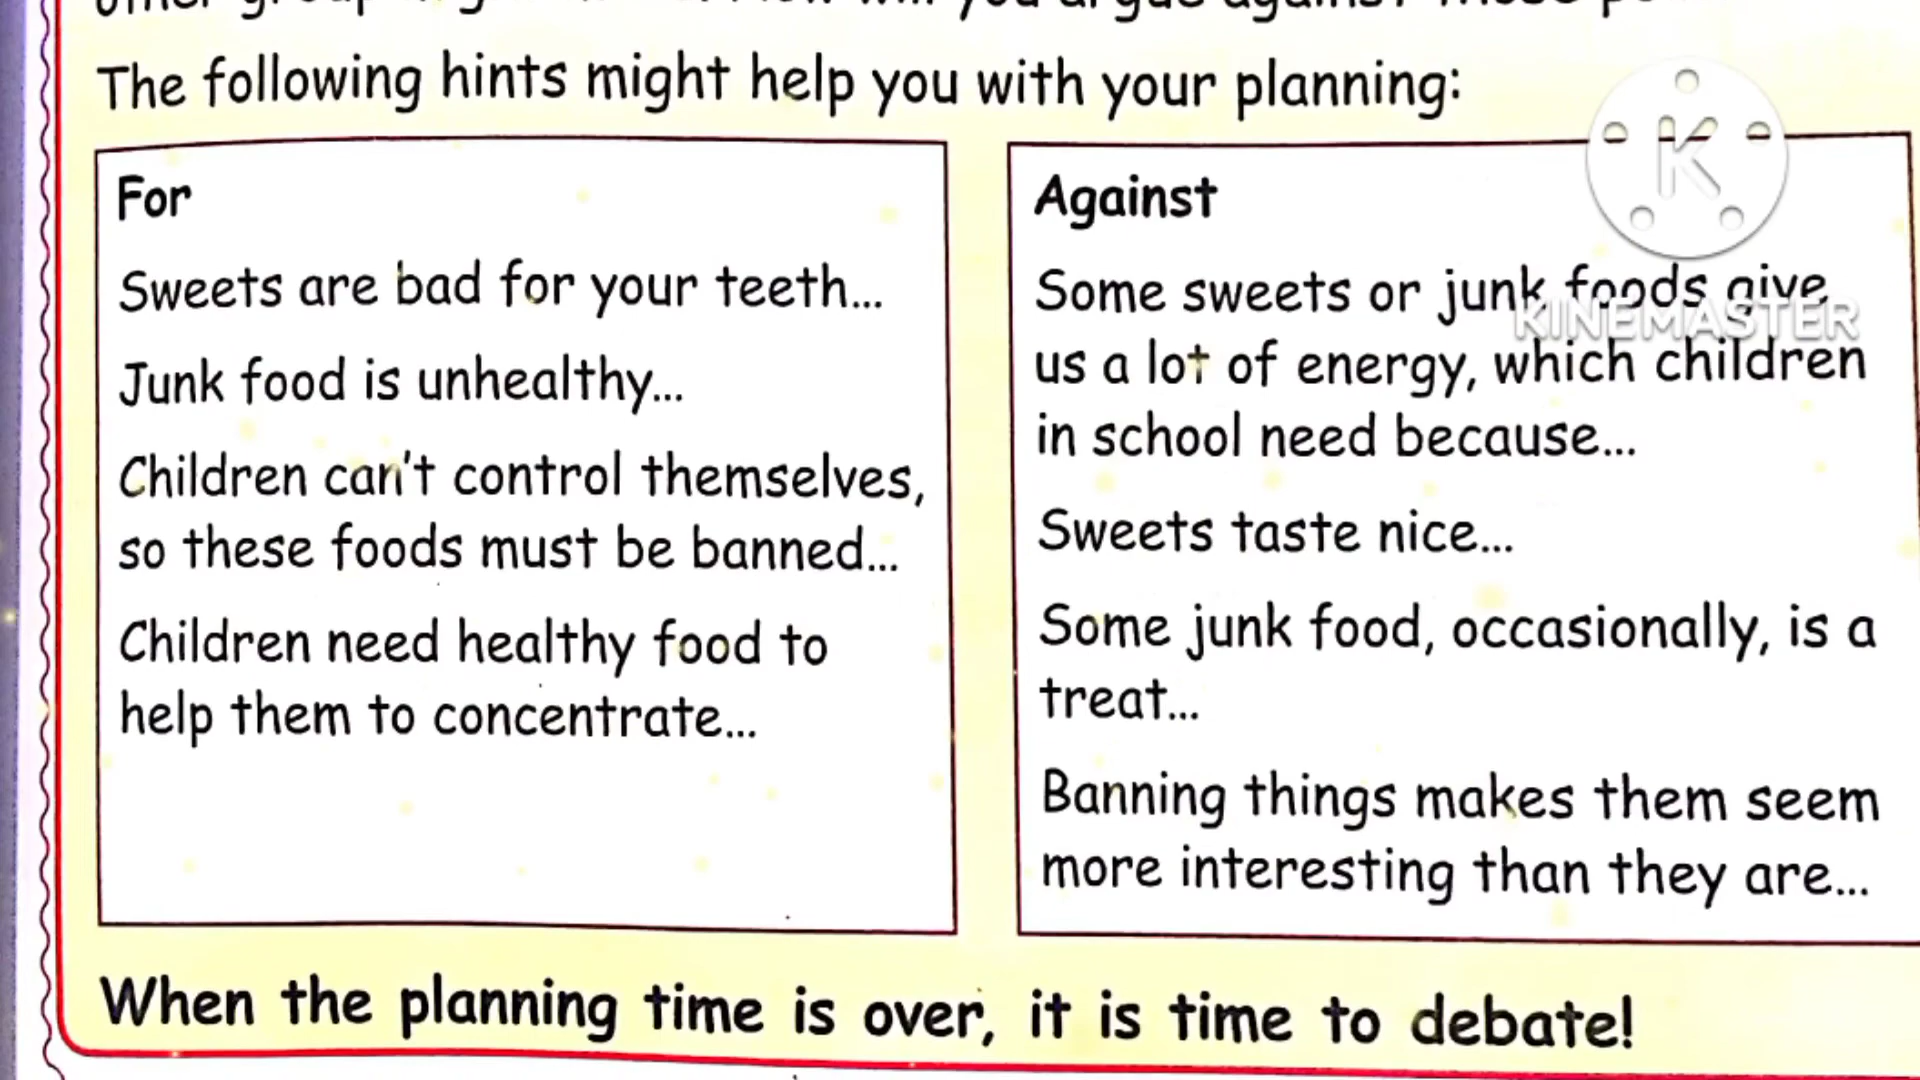 you argue against
The following hints might help you with your planning:
For
Sweets are bad for your teeth...
Junk food is unhealthy...
Children can't control themselves,
so these foods must be banned...
Children need healthy food to
help them to concentrate...
Against
Some sweets or junk foods give
us a lot of energy, which children
in school need because...
Sweets taste nice...
Some junk food, occasionally, is a
treat...
Banning things makes them seem
more interesting than they are...
When the planning time is over, it is time to debate!
K
KINEMASTER